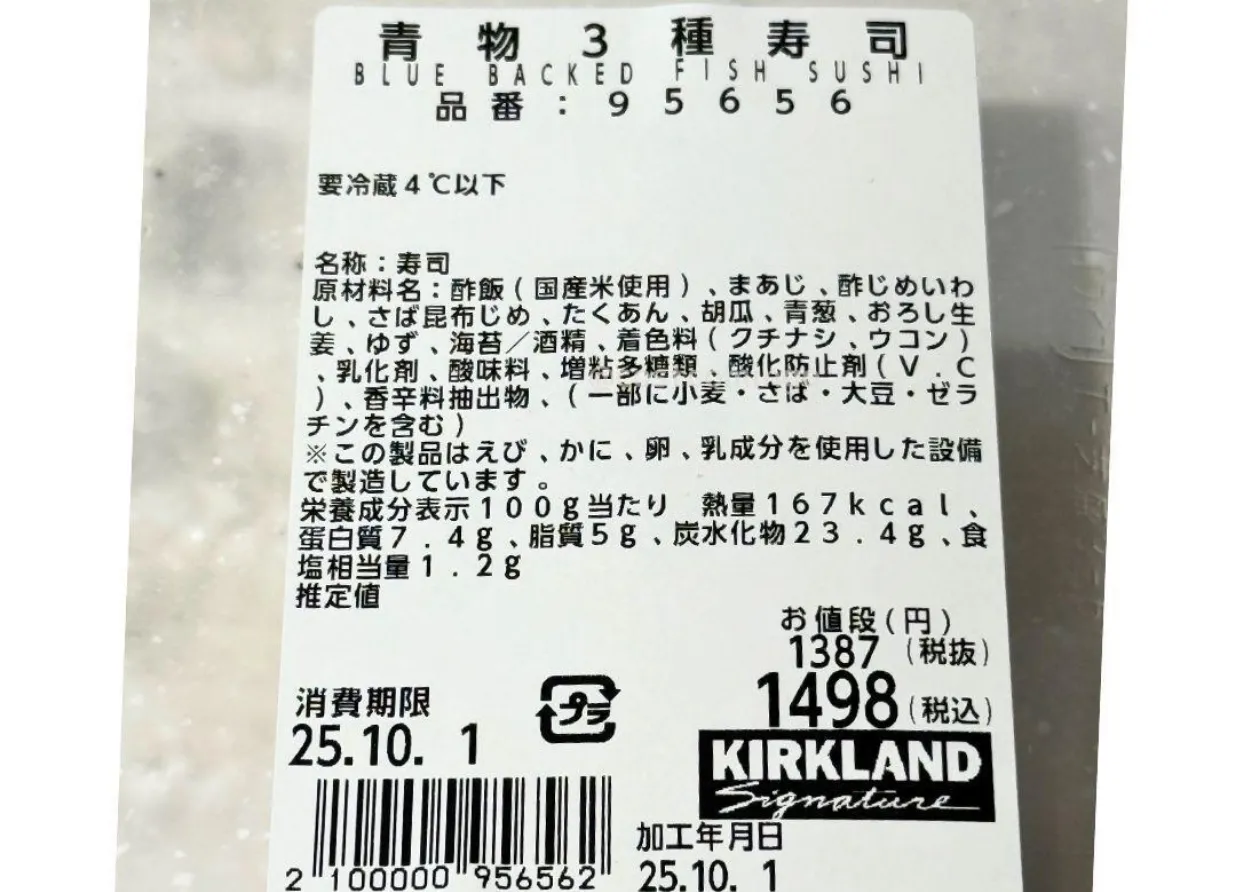 青物3種寿司
BLUE BACKED FISH SUSHI
品番:95656
要冷蔵4℃以下
名称:寿司
原材料名:酢飯(国産米使用)、まあじ、酢じめいわ
し、さば昆布じめ、たくあん、胡瓜、青葱、おろし生
姜、ゆず、海苔/酒精、着色料(クチナシ、ウコン)
、乳化剤、酸味料、増粘多糖類、酸化防止剤(V.C
)、香辛料抽出物、(一部に小麦・さば・大豆・ゼラ
チンを含む)
※この製品はえび、かに、卵、乳成分を使用した設備
で製造しています。
栄養成分表示100g当たり 熱量167kcal、
蛋白質7.4g、脂質5g、炭水化物23.4g、食
塩相当量1.2g
推定値
お値段(円)
1387(税抜)
1498(税込)
消費期限
25.10. 1
プラ
KIRKLAND
Signature
加工年月日
25.10. 1
2 100000 956562